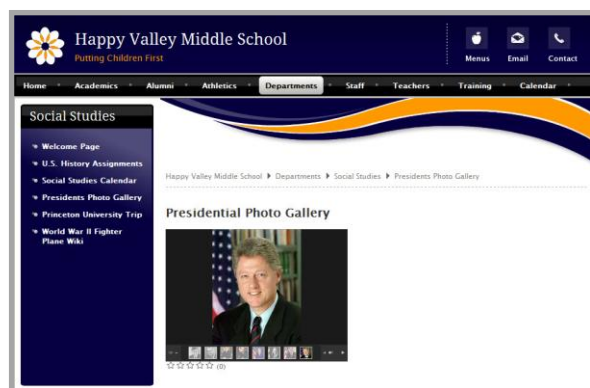 Happy Valley Middle School
Putting Children First
Menus
Email
Contact
Home
Academics
Alumni
Athletics
Departments
Staff
Teachers
Training
Calendar
Social Studies
Welcome Page
U.S. History Assignments
Social Studies Calendar
Presidents Photo Gallery
Princeton University Trip
World War II Fighter
Plane Wiki
Happy Valley Middle School Departments Social Studies Presidents Photo Gallery
Presidential Photo Gallery
(0)